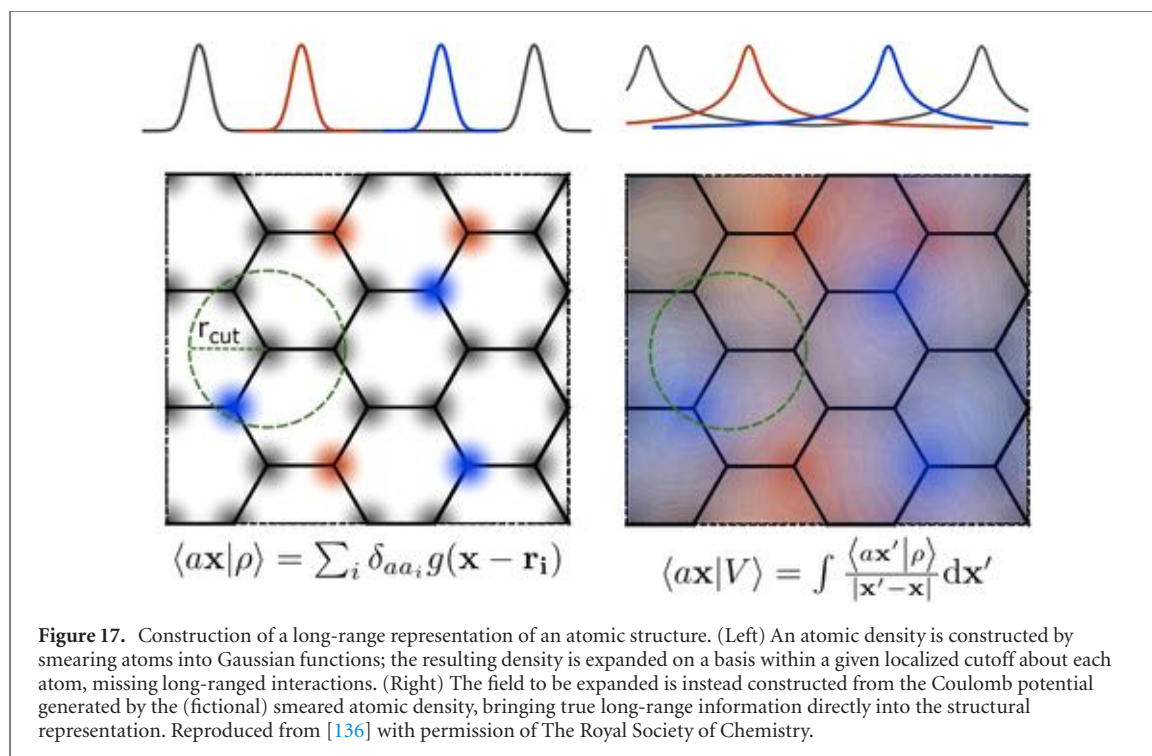 r_cut
⟨ax|ρ⟩ = ∑_i δ_{aa_i} g(x − r_i)
⟨ax|V⟩ = ∫ ⟨ax′|ρ⟩ / |x′−x| dx′
Figure 17. Construction of a long-range representation of an atomic structure. (Left) An atomic density is constructed by
smearing atoms into Gaussian functions; the resulting density is expanded on a basis within a given localized cutoff about each
atom, missing long-ranged interactions. (Right) The field to be expanded is instead constructed from the Coulomb potential
generated by the (fictional) smeared atomic density, bringing true long-range information directly into the structural
representation. Reproduced from [136] with permission of The Royal Society of Chemistry.